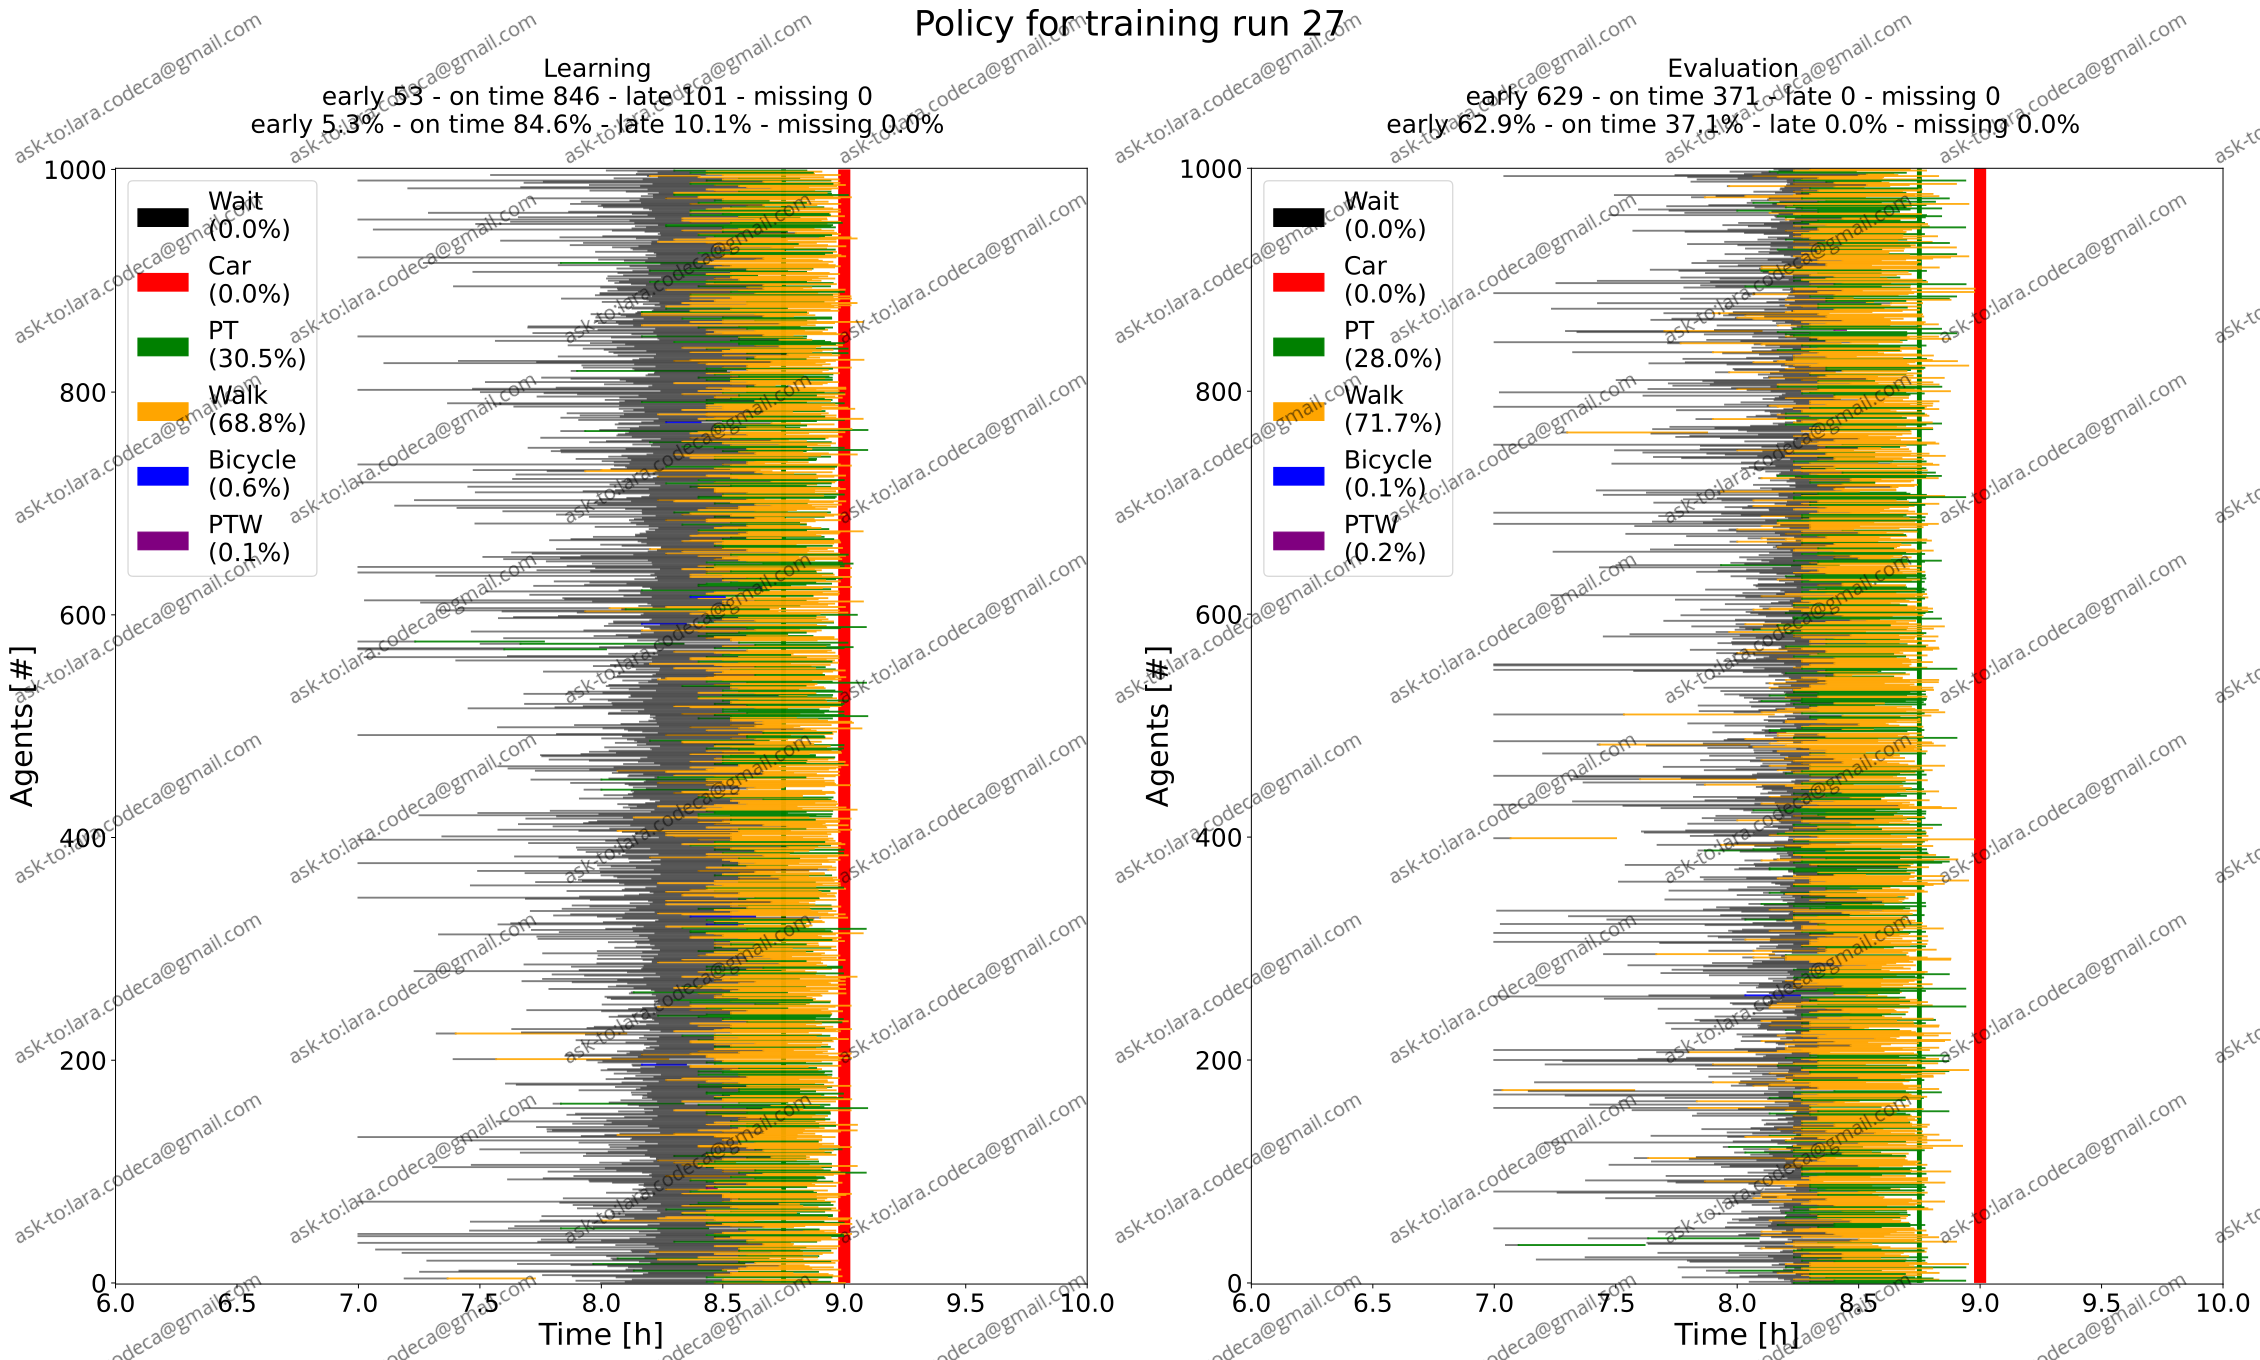 Policy for training run 27
Learning
early 53 - on time 846 - late 101 - missing 0
early 5.3% - on time 84.6% - late 10.1% - missing 0.0%
Agents [#]
1000
800
600
400
200
0
Wait
(0.0%)
Car
(0.0%)
PT
(30.5%)
Walk
(68.8%)
Bicycle
(0.6%)
PTW
(0.1%)
6.0 6.5 7.0 7.5 8.0 8.5 9.0 9.5 10.0
Time [h]
Evaluation
early 629 - on time 371 - late 0 - missing 0
early 62.9% - on time 37.1% - late 0.0% - missing 0.0%
Agents [#]
1000
800
600
400
200
0
Wait
(0.0%)
Car
(0.0%)
PT
(28.0%)
Walk
(71.7%)
Bicycle
(0.1%)
PTW
(0.2%)
6.0 6.5 7.0 7.5 8.0 8.5 9.0 9.5 10.0
Time [h]
ask-to:lara.codeca@gmail.com